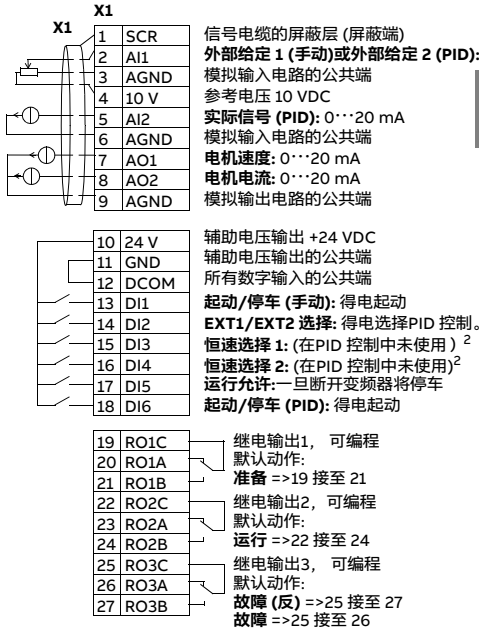 X1
X1
1 SCR 信号电缆的屏蔽层 (屏蔽端)
2 AI1 外部给定 1 (手动)或外部给定 2 (PID):
3 AGND 模拟输入电路的公共端
4 10 V 参考电压 10 VDC
5 AI2 实际信号 (PID): 0···20 mA
6 AGND 模拟输入电路的公共端
7 AO1 电机速度: 0···20 mA
8 AO2 电机电流: 0···20 mA
9 AGND 模拟输出电路的公共端
10 24 V 辅助电压输出 +24 VDC
11 GND 辅助电压输出的公共端
12 DCOM 所有数字输入的公共端
13 DI1 起动/停车 (手动): 得电起动
14 DI2 EXT1/EXT2 选择: 得电选择PID 控制。
15 DI3 恒速选择 1: (在PID 控制中未使用 ) 2
16 DI4 恒速选择 2: (在PID 控制中未使用)2
17 DI5 运行允许:一旦断开变频器将停车
18 DI6 起动/停车 (PID): 得电起动
19 RO1C 继电输出1, 可编程
20 RO1A 默认动作:
21 RO1B 准备 =>19 接至 21
22 RO2C 继电输出2, 可编程
23 RO2A 默认动作:
24 RO2B 运行 =>22 接至 24
25 RO3C 继电输出3, 可编程
26 RO3A 默认动作:
27 RO3B 故障 (反) =>25 接至 27
故障 =>25 接至 26